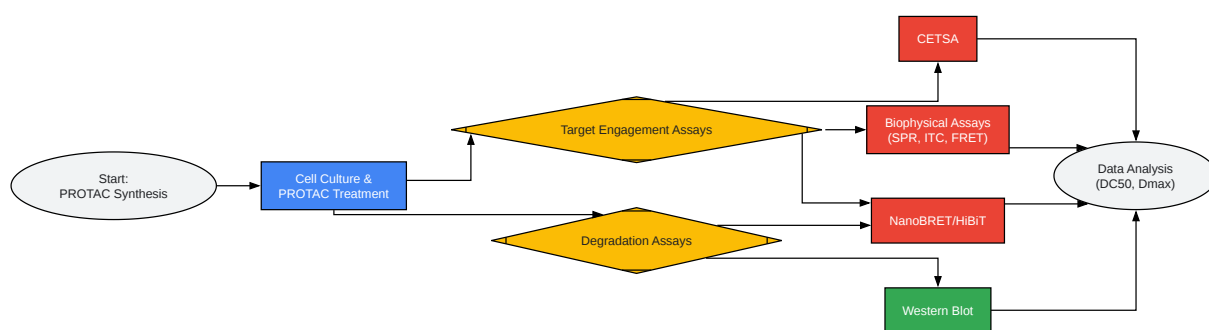 Start:
PROTAC Synthesis
Cell Culture &
PROTAC Treatment
Target Engagement Assays
Degradation Assays
CETSA
Biophysical Assays
(SPR, ITC, FRET)
NanoBRET/HiBiT
Western Blot
Data Analysis
(DC50, Dmax)